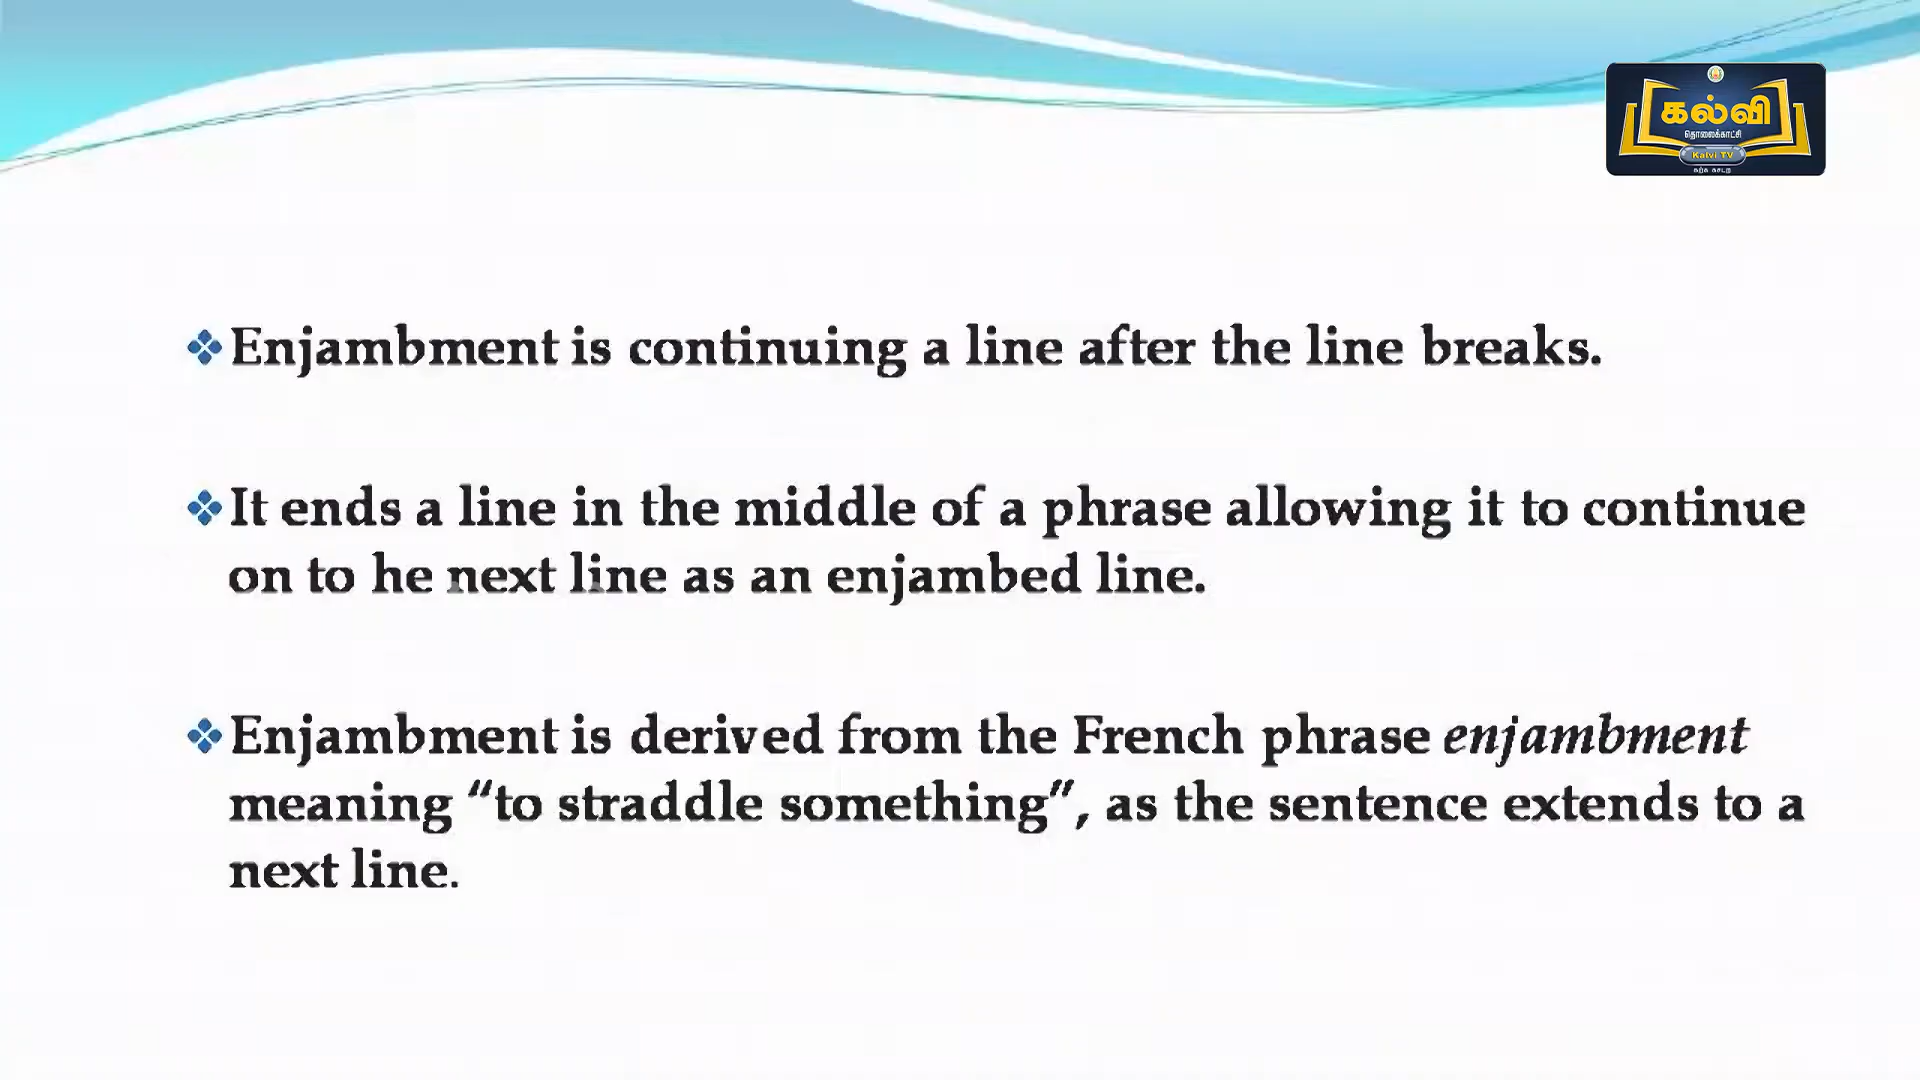 கல்வி
தொலைக்காட்சி
Kalvi TV
கற்க கசடற
❖Enjambment is continuing a line after the line breaks.
❖It ends a line in the middle of a phrase allowing it to continue
on to he next line as an enjambed line.
❖Enjambment is derived from the French phrase enjambment
meaning “to straddle something”, as the sentence extends to a
next line.